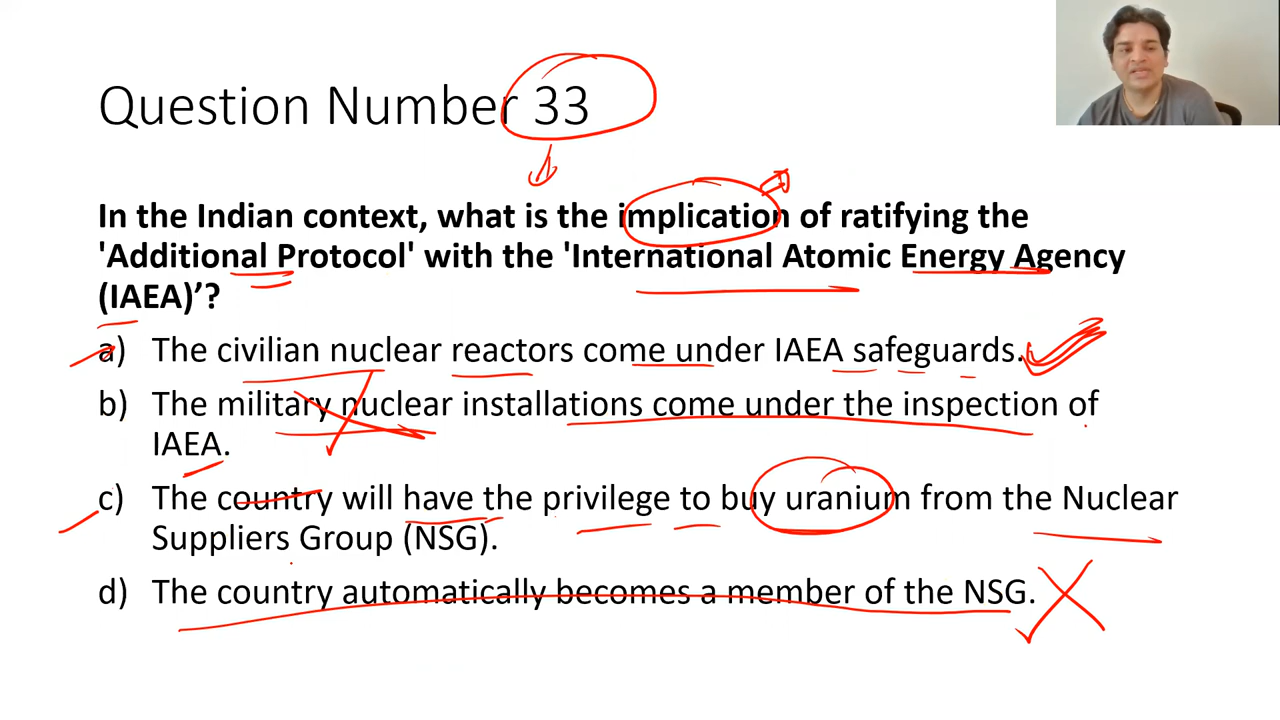 Question Number 33
In the Indian context, what is the implication of ratifying the
'Additional Protocol' with the 'International Atomic Energy Agency
(IAEA)’?
a) The civilian nuclear reactors come under IAEA safeguards.
b) The military nuclear installations come under the inspection of
IAEA.
c) The country will have the privilege to buy uranium from the Nuclear
Suppliers Group (NSG).
d) The country automatically becomes a member of the NSG.